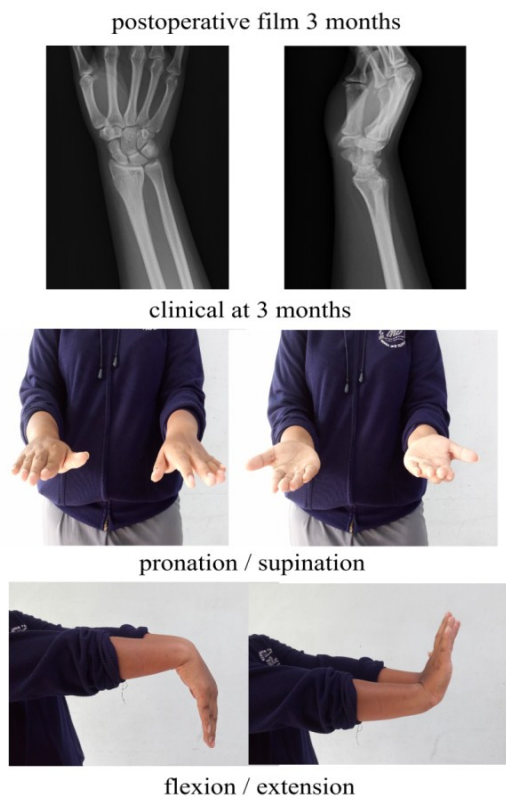 postoperative film 3 months
clinical at 3 months
pronation / supination
flexion / extension